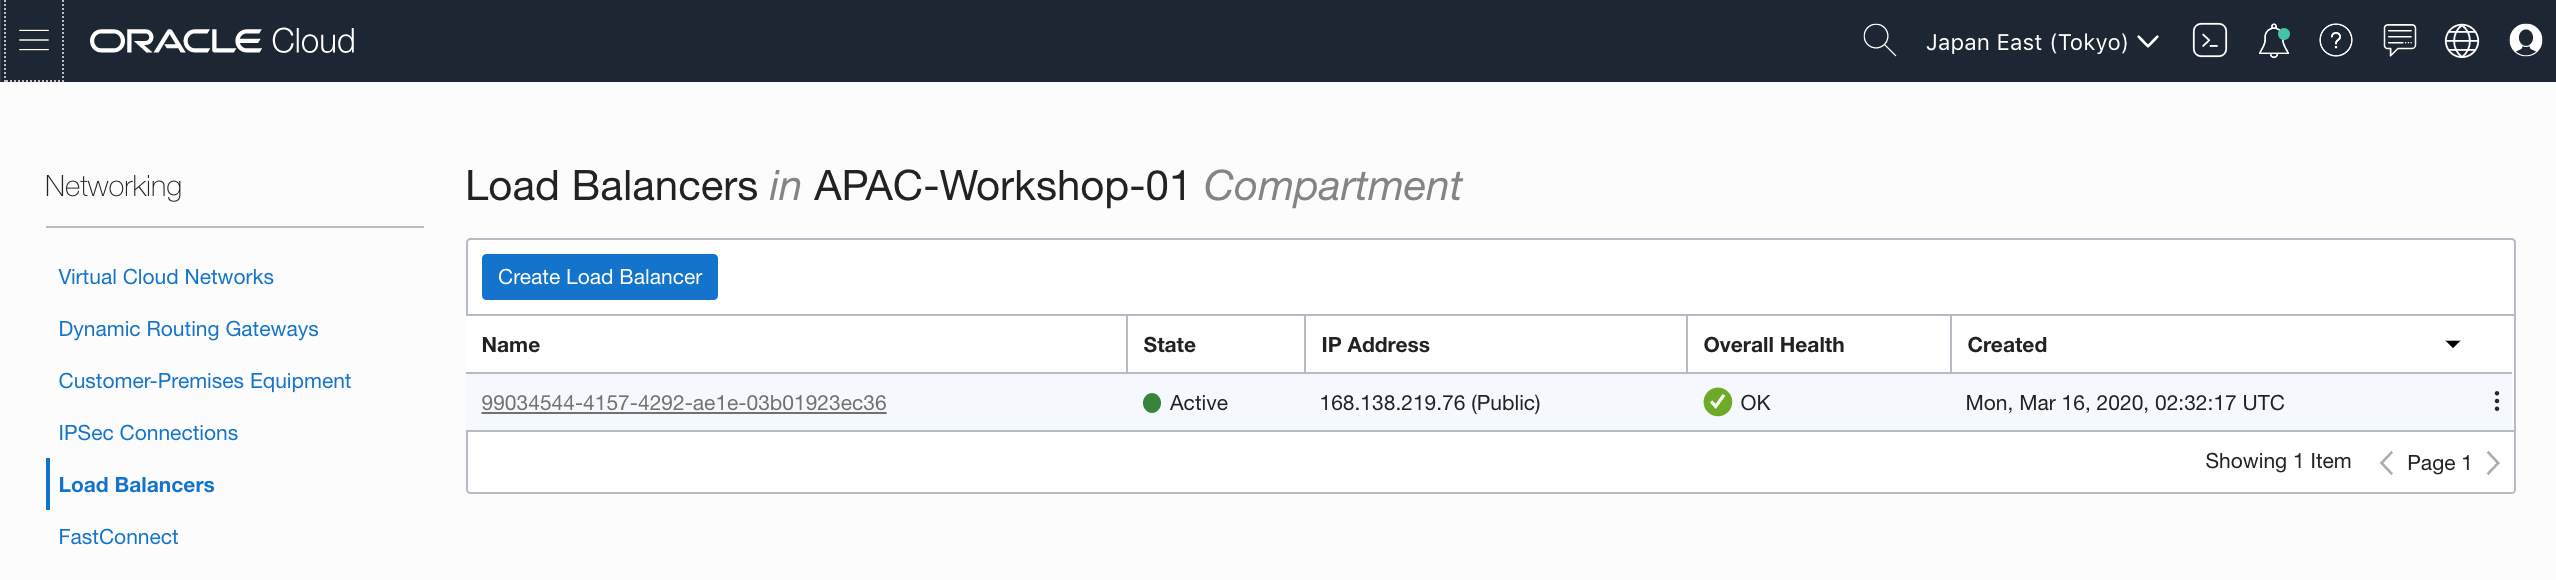 ORACLE Cloud
Japan East (Tokyo)
Networking
Virtual Cloud Networks
Dynamic Routing Gateways
Customer-Premises Equipment
IPSec Connections
Load Balancers
FastConnect
Load Balancers in APAC-Workshop-01 Compartment
Create Load Balancer
Name State IP Address Overall Health Created
99034544-4157-4292-ae1e-03b01923ec36 Active 168.138.219.76 (Public) OK Mon, Mar 16, 2020, 02:32:17 UTC
Showing 1 Item Page 1